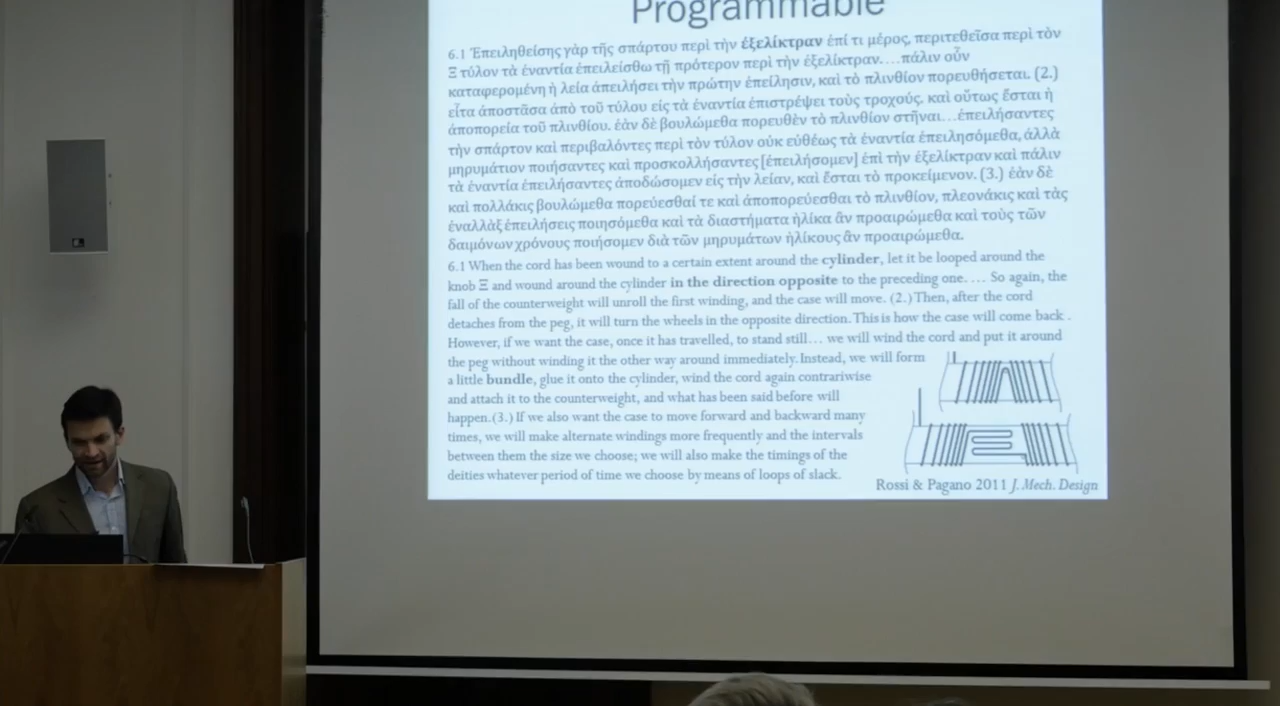 Programmable
6.1 Ἐπειληθείσης γὰρ τῆς σπάρτου περὶ τὴν ἐξελίκτραν ἐπί τι μέρος, περιτεθεῖσα περὶ τὸν
Ξ τύλον τὰ ἐναντία ἐπειλείσθω τῇ πρότερον περὶ τὴν ἐξελίκτραν.…πάλιν οὖν
καταφερομένη ἡ λεία ἀπειλήσει τὴν πρώτην ἐπείλησιν, καὶ τὸ πλινθίον πορευθήσεται. (2.)
εἶτα ἀποστᾶσα ἀπὸ τοῦ τύλου εἰς τὰ ἐναντία ἐπιστρέψει τοὺς τροχούς. καὶ οὕτως ἔσται ἡ
ἀποπορεία τοῦ πλινθίου. ἐὰν δὲ βουλώμεθα πορευθὲν τὸ πλινθίον στῆναι…ἐπειλήσαντες
τὴν σπάρτον καὶ περιβαλόντες περὶ τὸν τύλον οὐκ εὐθέως τὰ ἐναντία ἐπειλησόμεθα, ἀλλὰ
μηρυμάτιον ποιήσαντες καὶ προσκολλήσαντες [ἐπειλήσομεν] ἐπὶ τὴν ἐξελίκτραν καὶ πάλιν
τὰ ἐναντία ἐπειλήσαντες ἀποδώσομεν εἰς τὴν λείαν, καὶ ἔσται τὸ προκείμενον. (3.) ἐὰν δὲ
καὶ πολλάκις βουλώμεθα πορεύεσθαί τε καὶ ἀποπορεύεσθαι τὸ πλινθίον, πλεονάκις καὶ τὰς
ἐναλλὰξ ἐπειλήσεις ποιησόμεθα καὶ τὰ διαστήματα ἡλίκα ἂν προαιρώμεθα καὶ τοὺς τῶν
δαιμόνων χρόνους ποιήσομεν διὰ τῶν μηρυμάτων ἡλίκους ἂν προαιρώμεθα.
6.1 When the cord has been wound to a certain extent around the cylinder, let it be looped around the
knob Ξ and wound around the cylinder in the direction opposite to the preceding one.… So again, the
fall of the counterweight will unroll the first winding, and the case will move. (2.) Then, after the cord
detaches from the peg, it will turn the wheels in the opposite direction. This is how the case will come back .
However, if we want the case, once it has travelled, to stand still… we will wind the cord and put it around
the peg without winding it the other way around immediately. Instead, we will form
a little bundle, glue it onto the cylinder, wind the cord again contrariwise
and attach it to the counterweight, and what has been said before will
happen.(3.) If we also want the case to move forward and backward many
times, we will make alternate windings more frequently and the intervals
between them the size we choose; we will also make the timings of the
deities whatever period of time we choose by means of loops of slack.
Rossi & Pagano 2011 J. Mech. Design